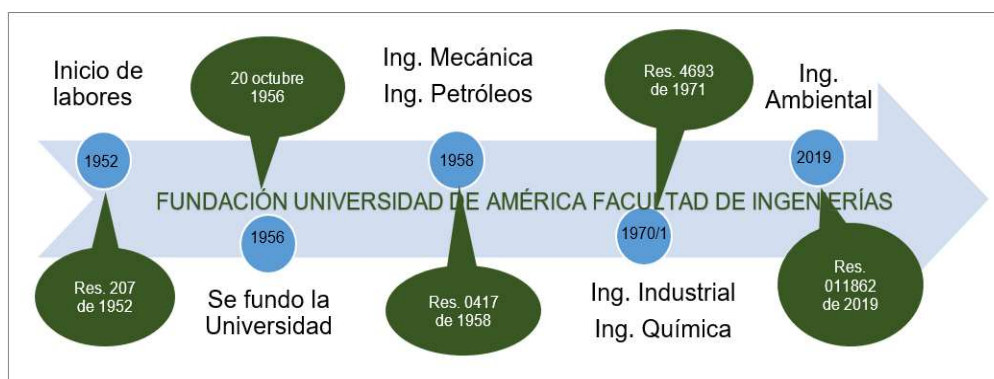 Inicio de
labores
1952
Res. 207
de 1952
20 octubre
1956
1956
Se fundo la
Universidad
Ing. Mecánica
Ing. Petróleos
1958
Res. 0417
de 1958
Res. 4693
de 1971
1970/1
Ing. Industrial
Ing. Química
Ing.
Ambiental
2019
Res.
011862
de 2019
FUNDACIÓN UNIVERSIDAD DE AMÉRICA FACULTAD DE INGENIERÍAS